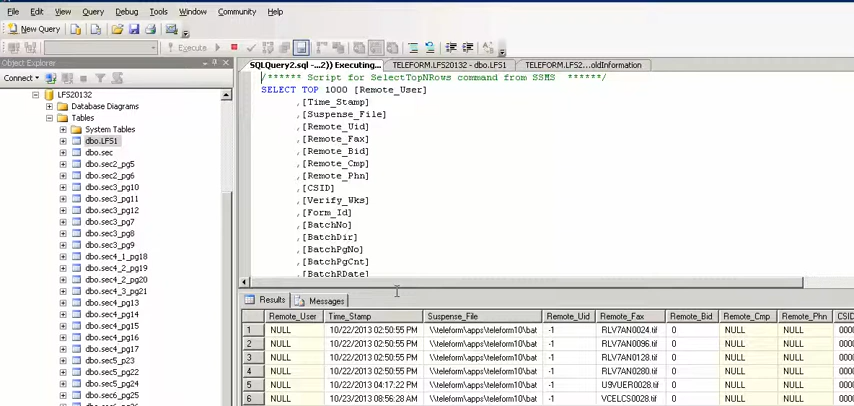 File Edit View Query Debug Tools Window Community Help
New Query
Execute
Object Explorer
SQLQuery2.sql -...2)) Executing... TELEFORM.LFS20132 - dbo.LFS1 TELEFORM.LFS2...oldInformation
Connect
LFS20132
Database Diagrams
Tables
System Tables
dbo.LFS1
dbo.sec
dbo.sec2_pg5
dbo.sec2_pg6
dbo.sec3_pg10
dbo.sec3_pg11
dbo.sec3_pg12
dbo.sec3_pg7
dbo.sec3_pg8
dbo.sec3_pg9
dbo.sec4_1_pg18
dbo.sec4_2_pg19
dbo.sec4_2_pg20
dbo.sec4_3_pg21
dbo.sec4_pg13
dbo.sec4_pg14
dbo.sec4_pg15
dbo.sec4_pg16
dbo.sec4_pg17
dbo.sec5_p23
dbo.sec5_pg22
dbo.sec5_pg24
dbo.sec6_pg25
dbo.sec6_pg26
/****** Script for SelectTopNRows command from SSMS ******/
SELECT TOP 1000 [Remote_User]
,[Time_Stamp]
,[Suspense_File]
,[Remote_Uid]
,[Remote_Fax]
,[Remote_Bid]
,[Remote_Cmp]
,[Remote_Phn]
,[CSID]
,[Verify_Wks]
,[Form_Id]
,[BatchNo]
,[BatchDir]
,[BatchPgNo]
,[BatchPgCnt]
,[BatchRDate]
Results Messages
Remote_User Time_Stamp Suspense_File Remote_Uid Remote_Fax Remote_Bid Remote_Cmp Remote_Phn CSID
1 NULL 10/22/2013 02:50:55 PM \\teleform\apps\teleform10\bat -1 RLV7AN0024.tif 0 NULL NULL 0000
2 NULL 10/22/2013 02:50:55 PM \\teleform\apps\teleform10\bat -1 RLV7AN0096.tif 0 NULL NULL 0000
3 NULL 10/22/2013 02:50:55 PM \\teleform\apps\teleform10\bat -1 RLV7AN0128.tif 0 NULL NULL 0000
4 NULL 10/22/2013 02:50:55 PM \\teleform\apps\teleform10\bat -1 RLV7AN0280.tif 0 NULL NULL 0000
5 NULL 10/22/2013 04:17:22 PM \\teleform\apps\teleform10\bat -1 U9VUER0028.tif 0 NULL NULL 0000
6 NULL 10/23/2013 08:56:28 AM \\teleform\apps\teleform10\bat -1 VCELCS0028.tif 0 NULL NULL 0000